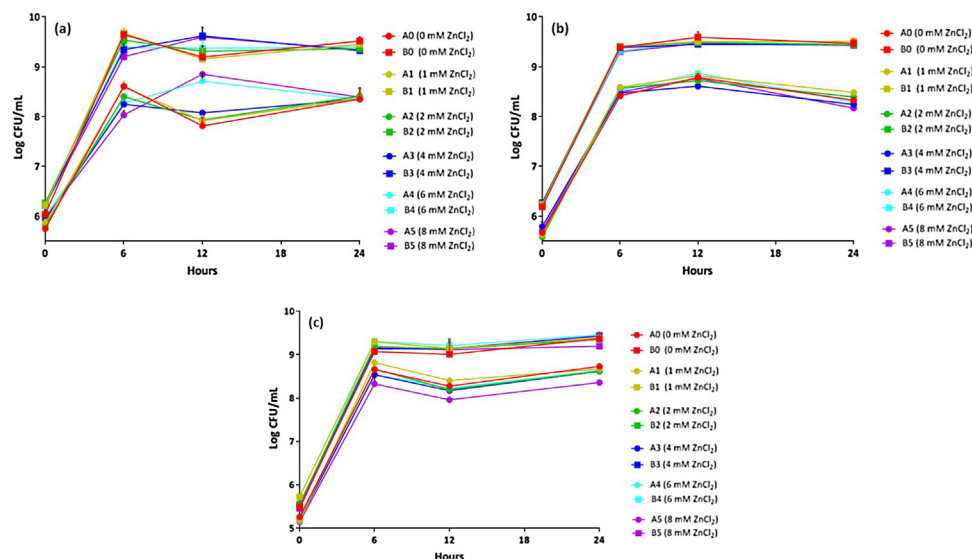 (a)
Log CFU/mL
10
9
8
7
6
0
6
12
18
24
Hours
A0 (0 mM ZnCl₂)
B0 (0 mM ZnCl₂)
A1 (1 mM ZnCl₂)
B1 (1 mM ZnCl₂)
A2 (2 mM ZnCl₂)
B2 (2 mM ZnCl₂)
A3 (4 mM ZnCl₂)
B3 (4 mM ZnCl₂)
A4 (6 mM ZnCl₂)
B4 (6 mM ZnCl₂)
A5 (8 mM ZnCl₂)
B5 (8 mM ZnCl₂)
(b)
Log CFU/mL
10
9
8
7
6
0
6
12
18
24
Hours
A0 (0 mM ZnCl₂)
B0 (0 mM ZnCl₂)
A1 (1 mM ZnCl₂)
B1 (1 mM ZnCl₂)
A2 (2 mM ZnCl₂)
B2 (2 mM ZnCl₂)
A3 (4 mM ZnCl₂)
B3 (4 mM ZnCl₂)
A4 (6 mM ZnCl₂)
B4 (6 mM ZnCl₂)
A5 (8 mM ZnCl₂)
B5 (8 mM ZnCl₂)
(c)
Log CFU/mL
10
9
8
7
6
5
0
6
12
18
24
Hours
A0 (0 mM ZnCl₂)
B0 (0 mM ZnCl₂)
A1 (1 mM ZnCl₂)
B1 (1 mM ZnCl₂)
A2 (2 mM ZnCl₂)
B2 (2 mM ZnCl₂)
A3 (4 mM ZnCl₂)
B3 (4 mM ZnCl₂)
A4 (6 mM ZnCl₂)
B4 (6 mM ZnCl₂)
A5 (8 mM ZnCl₂)
B5 (8 mM ZnCl₂)